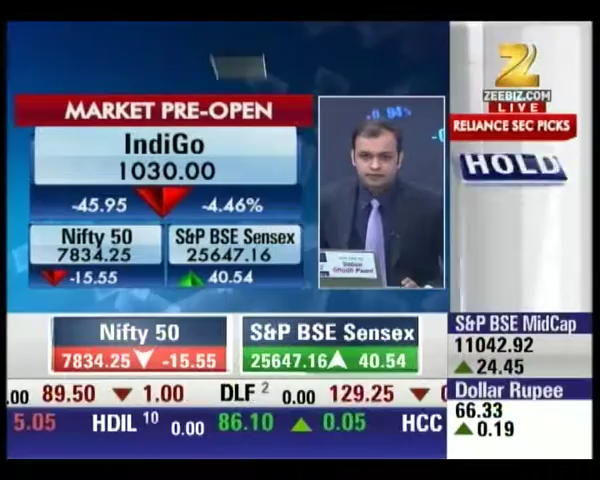 MARKET PRE-OPEN
IndiGo
1030.00
-45.95 -4.46%
Nifty 50
7834.25
-15.55
S&P BSE Sensex
25647.16
40.54
-0.94%
Z
ZEEBIZ.COM
LIVE
RELIANCE SEC PICKS
HOLD
Nifty 50
7834.25 -15.55
S&P BSE Sensex
25647.16 40.54
S&P BSE MidCap
11042.92
24.45
Dollar Rupee
66.33
0.19
.00 89.50 1.00 DLF 2 0.00 129.25
5.05 HDIL 10 0.00 86.10 0.05 HCC